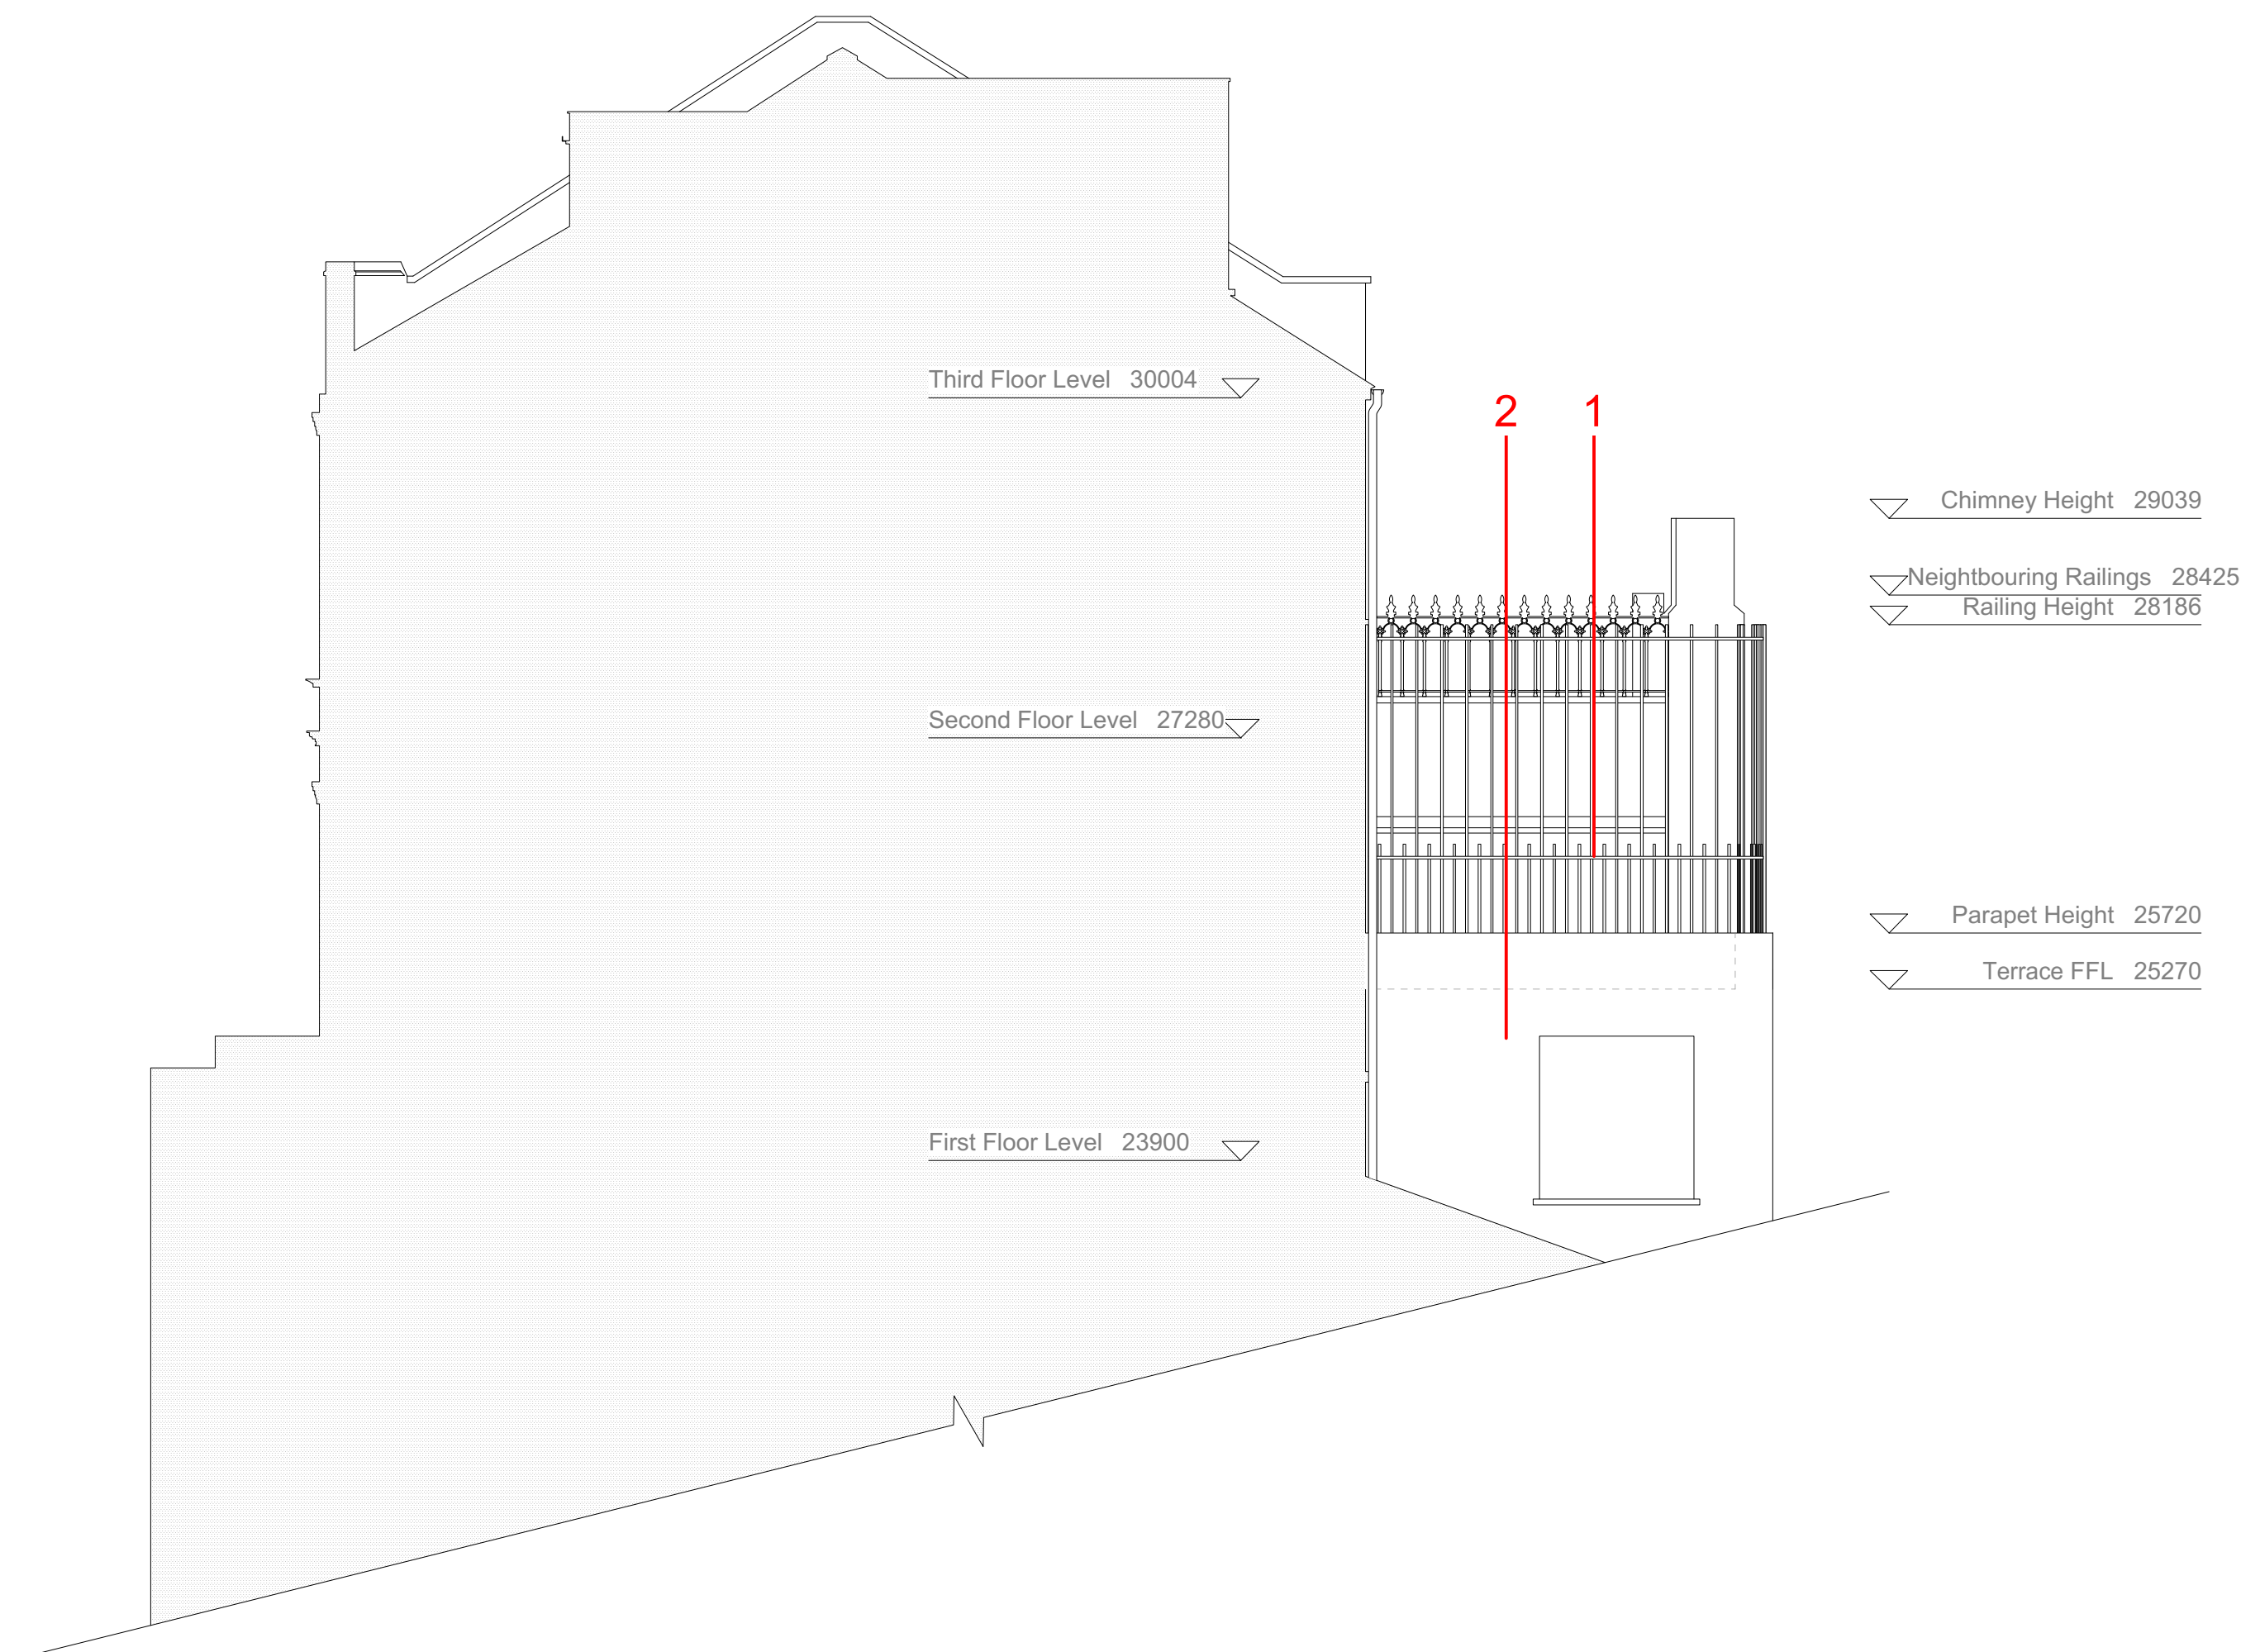 Third Floor Level 30004
2 1
Chimney Height 29039
Neightbouring Railings 28425
Railing Height 28186
Second Floor Level 27280
Parapet Height 25720
Terrace FFL 25270
First Floor Level 23900